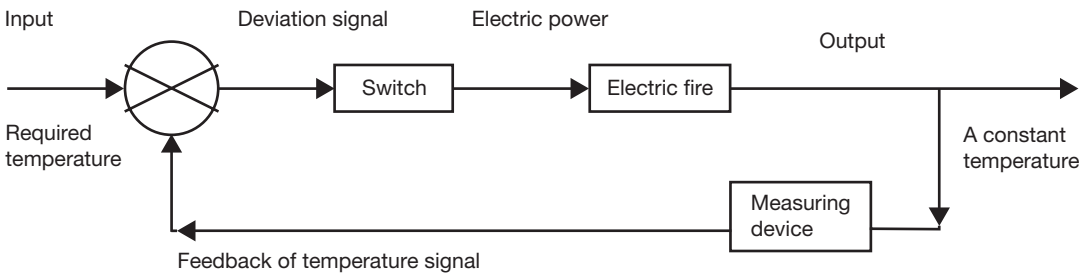 Input
Deviation signal
Electric power
Output
Switch
Electric fire
Required
temperature
A constant
temperature
Measuring
device
Feedback of temperature signal